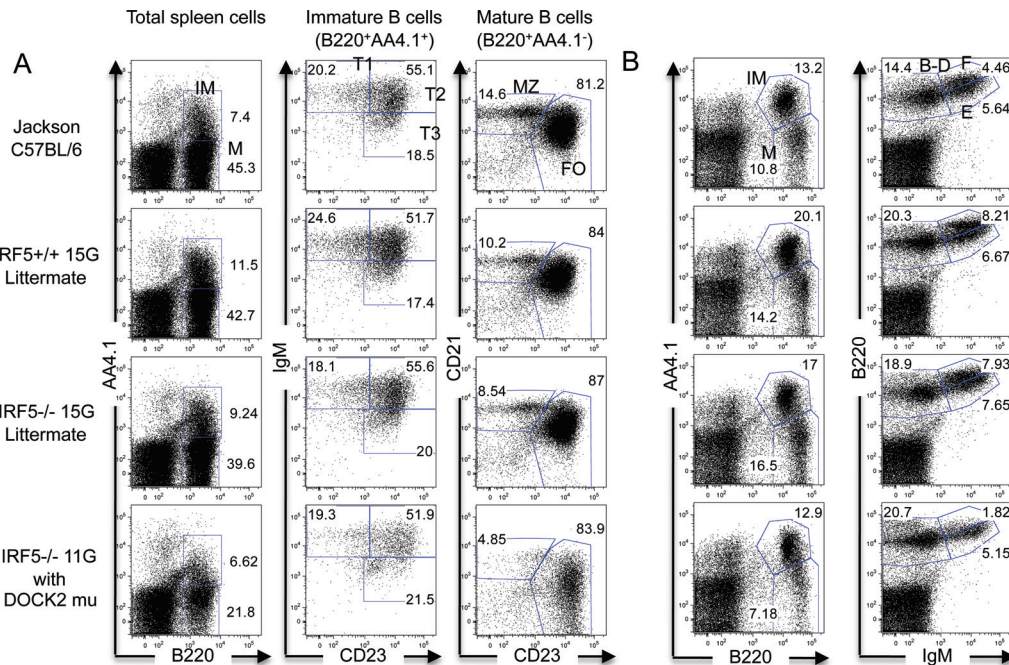 Total spleen cells
Immature B cells
(B220+AA4.1+)
Mature B cells
(B220+AA4.1-)
A
B
Jackson
C57BL/6
IM
7.4
M
45.3
20.2
T1
55.1
T2
T3
18.5
14.6
MZ
81.2
FO
IM
13.2
M
10.8
14.4
B-D
F
4.46
E
5.64
RF5+/+ 15G
Littermate
11.5
42.7
24.6
51.7
17.4
10.2
84
20.1
14.2
20.3
8.21
6.67
IRF5-/- 15G
Littermate
9.24
39.6
18.1
55.6
20
8.54
87
17
16.5
18.9
7.93
7.65
IRF5-/- 11G
with
DOCK2 mu
6.62
21.8
19.3
51.9
21.5
4.85
83.9
12.9
7.18
20.7
1.82
5.15
AA4.1
IgM
CD21
AA4.1
B220
B220
CD23
CD23
B220
IgM